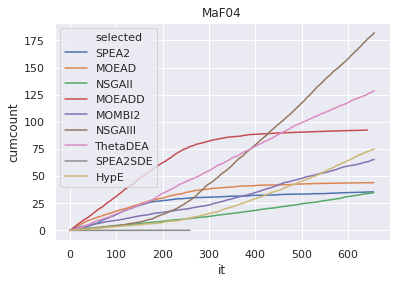 MaF04
cumcount
175
150
125
100
75
50
25
0
selected
SPEA2
MOEAD
NSGAII
MOEADD
MOMBI2
NSGAIII
ThetaDEA
SPEA2SDE
HypE
0 100 200 300 400 500 600
it